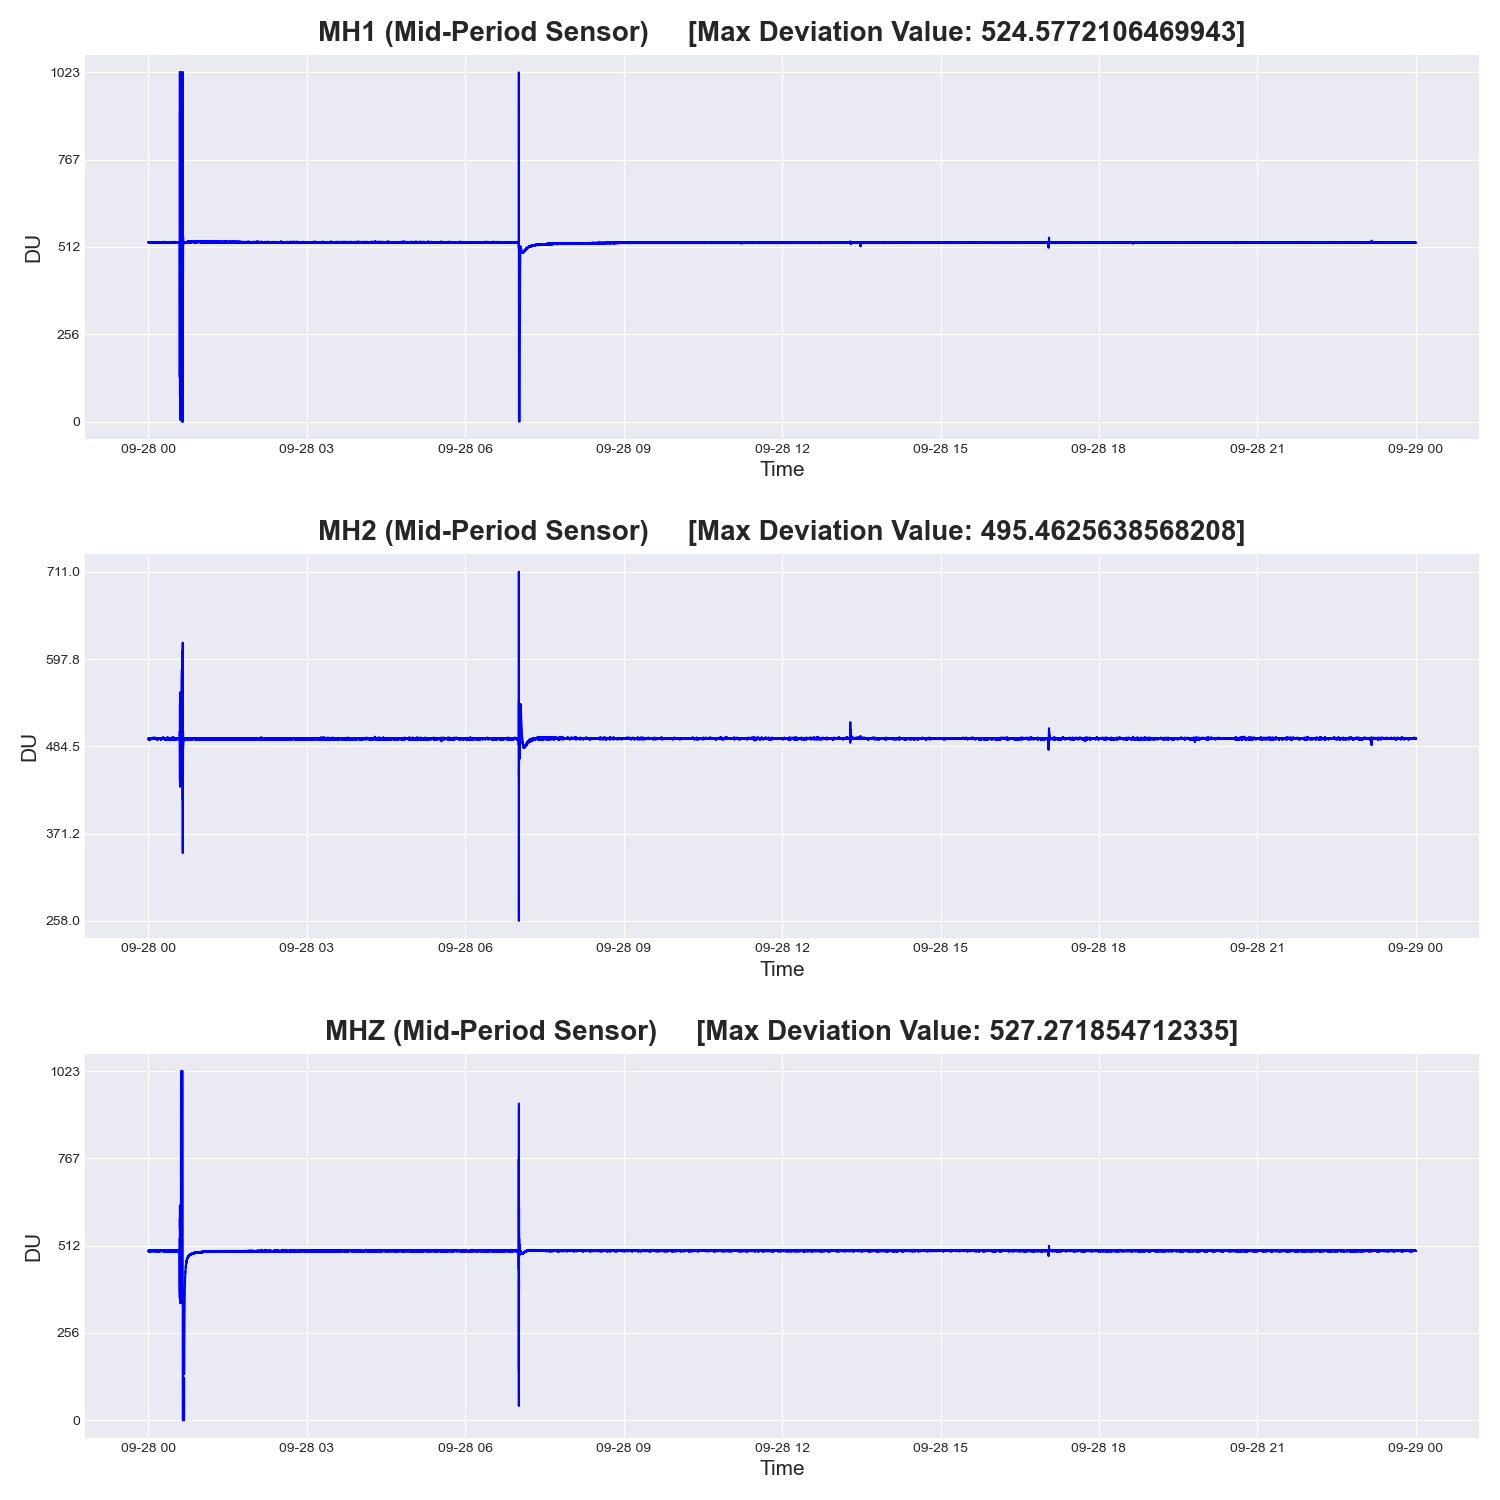 MH1 (Mid-Period Sensor) [Max Deviation Value: 524.5772106469943]
1023
767
512
256
0
DU
09-28 00 09-28 03 09-28 06 09-28 09 09-28 12 09-28 15 09-28 18 09-28 21 09-29 00
Time
MH2 (Mid-Period Sensor) [Max Deviation Value: 495.4625638568208]
711.0
597.8
484.5
371.2
258.0
DU
09-28 00 09-28 03 09-28 06 09-28 09 09-28 12 09-28 15 09-28 18 09-28 21 09-29 00
Time
MHZ (Mid-Period Sensor) [Max Deviation Value: 527.271854712335]
1023
767
512
256
0
DU
09-28 00 09-28 03 09-28 06 09-28 09 09-28 12 09-28 15 09-28 18 09-28 21 09-29 00
Time